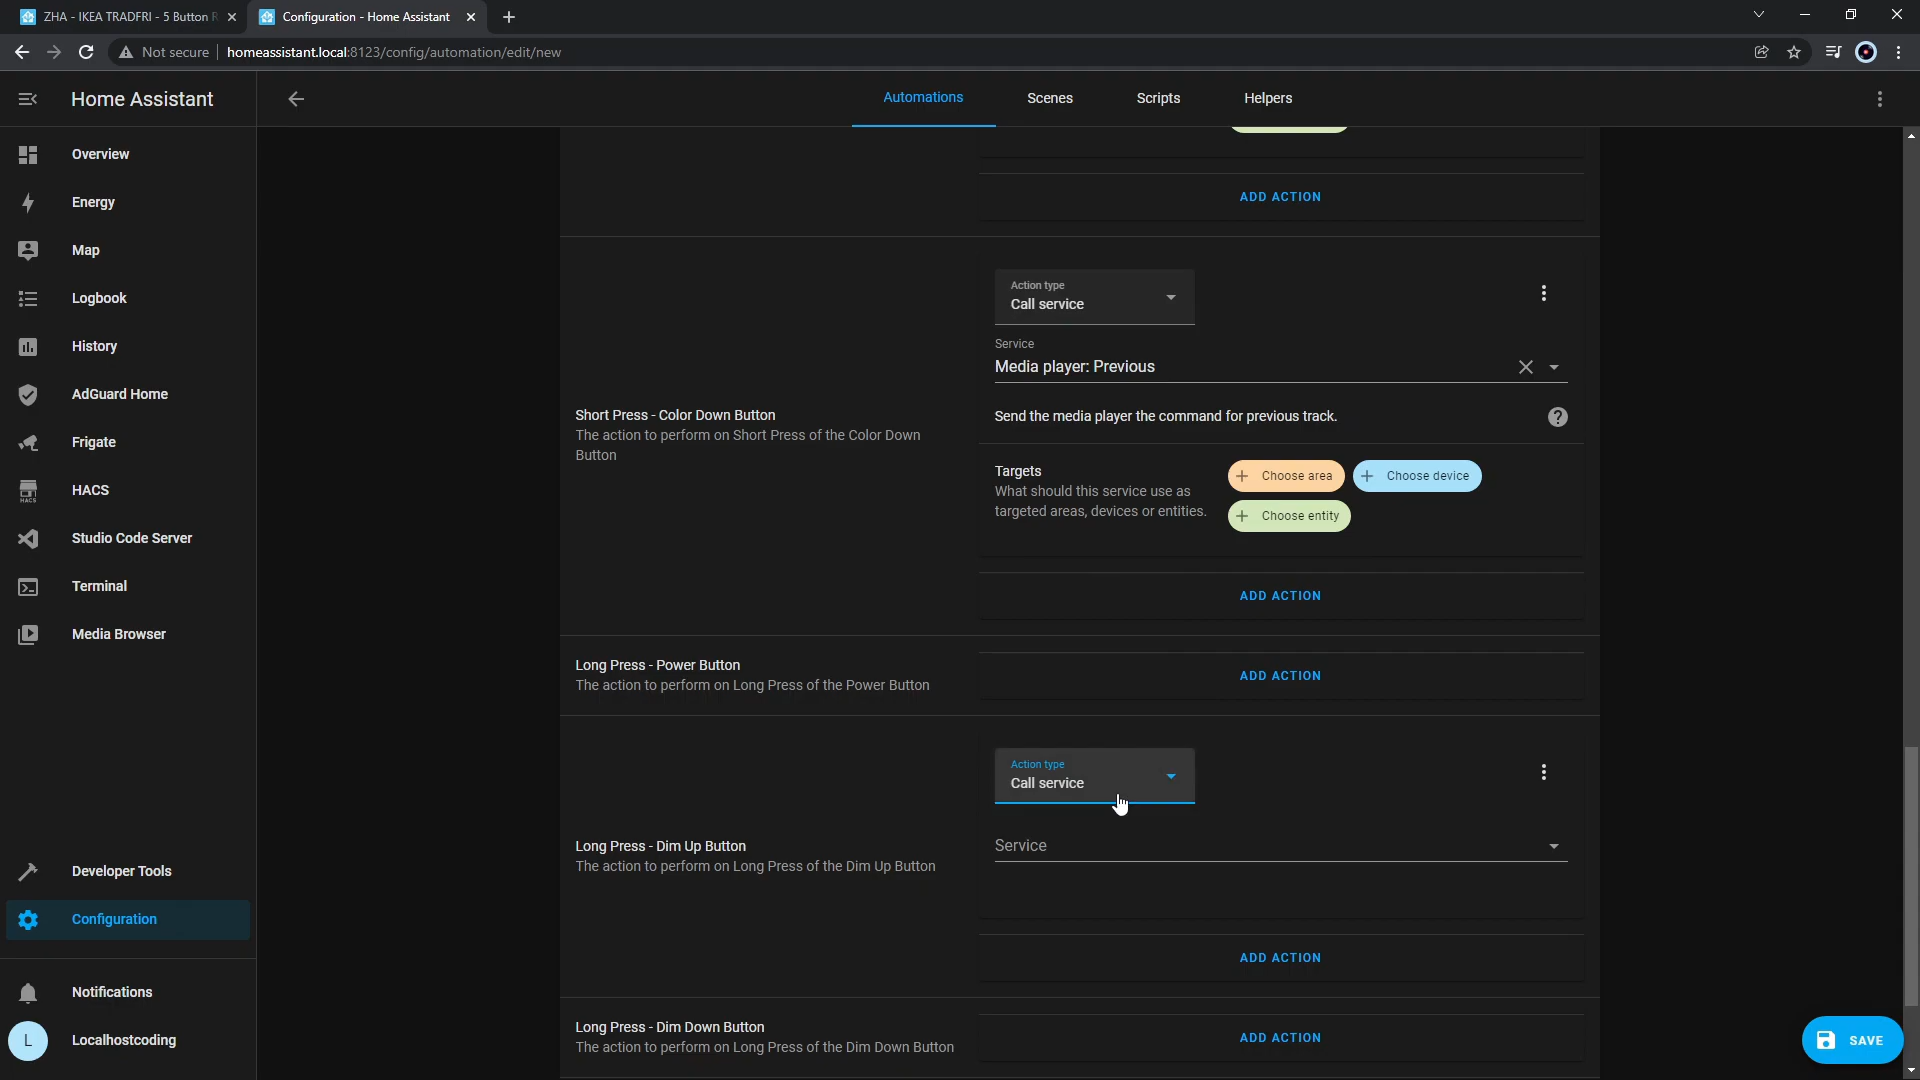 ZHA - IKEA TRADFRI - 5 Button R
Configuration - Home Assistant
Not secure
homeassistant.local:8123/config/automation/edit/new
Home Assistant
Automations
Scenes
Scripts
Helpers
Overview
Energy
Map
Logbook
History
AdGuard Home
Frigate
HACS
HACS
Studio Code Server
Terminal
Media Browser
Developer Tools
Configuration
Notifications
L
Localhostcoding
ADD ACTION
Short Press - Color Down Button
The action to perform on Short Press of the Color Down
Button
Action type
Call service
Service
Media player: Previous
Send the media player the command for previous track.
Targets
What should this service use as
targeted areas, devices or entities.
Choose area
Choose device
Choose entity
ADD ACTION
Long Press - Power Button
The action to perform on Long Press of the Power Button
ADD ACTION
Long Press - Dim Up Button
The action to perform on Long Press of the Dim Up Button
Action type
Call service
Service
ADD ACTION
Long Press - Dim Down Button
The action to perform on Long Press of the Dim Down Button
ADD ACTION
SAVE